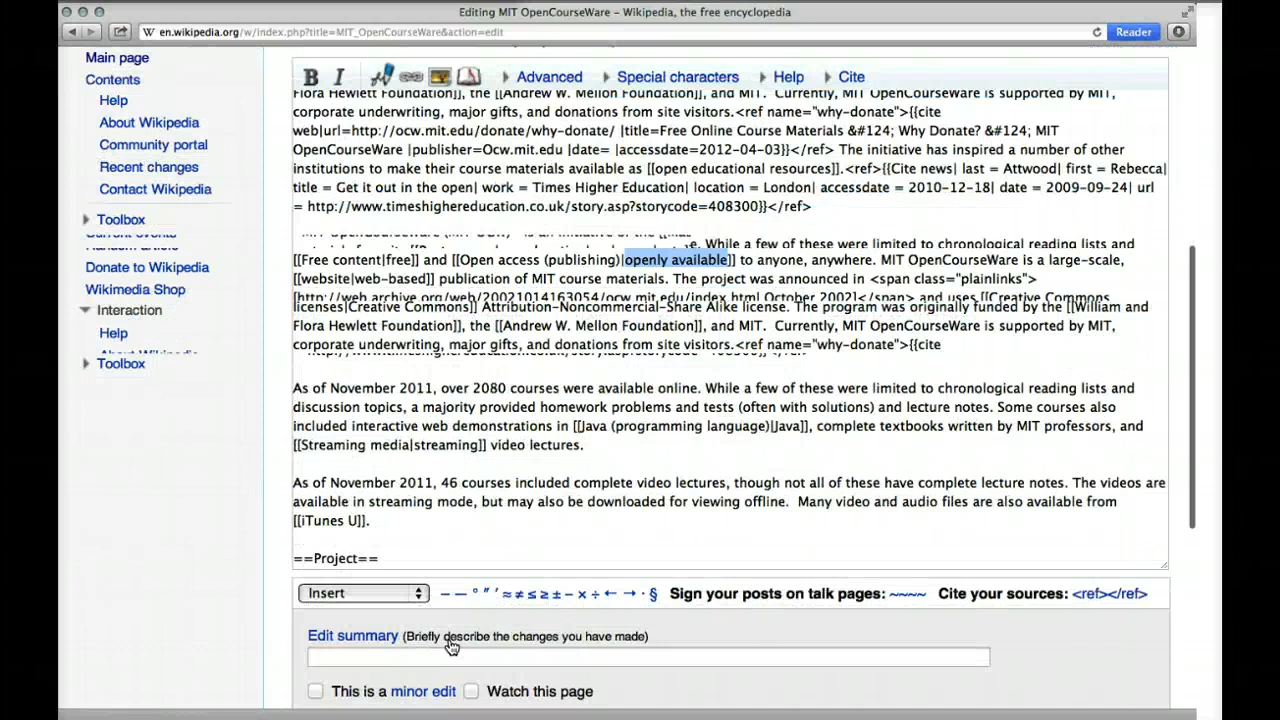 Editing MIT OpenCourseWare – Wikipedia, the free encyclopedia
W en.wikipedia.org/w/index.php?title=MIT_OpenCourseWare&action=edit
Reader
Main page
Contents
Help
About Wikipedia
Community portal
Recent changes
Contact Wikipedia
Toolbox
Current events
Random article
Donate to Wikipedia
Wikimedia Shop
Interaction
Help
About Wikipedia
Toolbox
B I Advanced Special characters Help Cite
Flora Hewlett Foundation]], the [[Andrew W. Mellon Foundation]], and MIT.  Currently, MIT OpenCourseWare is supported by MIT,
corporate underwriting, major gifts, and donations from site visitors.<ref name="why-donate">{{cite
web|url=http://ocw.mit.edu/donate/why-donate/ |title=Free Online Course Materials &#124; Why Donate? &#124; MIT
OpenCourseWare |publisher=Ocw.mit.edu |date= |accessdate=2012-04-03}}</ref> The initiative has inspired a number of other
institutions to make their course materials available as [[open educational resources]].<ref>{{Cite news| last = Attwood| first = Rebecca|
title = Get it out in the open| work = Times Higher Education| location = London| accessdate = 2010-12-18| date = 2009-09-24| url
= http://www.timeshighereducation.co.uk/story.asp?storycode=408300}}</ref>
MIT OpenCourseWare (MIT OCW) is an initiative of the
e. While a few of these were limited to chronological reading lists and
[[Free content|free]] and [[Open access (publishing)|openly available]] to anyone, anywhere. MIT OpenCourseWare is a large-scale,
[[website|web-based]] publication of MIT course materials. The project was announced in <span class="plainlinks">
[http://web.archive.org/web/20021014163054/ocw.mit.edu/index.html October 2002]</span> and uses [[Creative Commons
licenses|Creative Commons]] Attribution-Noncommercial-Share Alike license. The program was originally funded by the [[William and
Flora Hewlett Foundation]], the [[Andrew W. Mellon Foundation]], and MIT.  Currently, MIT OpenCourseWare is supported by MIT,
corporate underwriting, major gifts, and donations from site visitors.<ref name="why-donate">{{cite
As of November 2011, over 2080 courses were available online. While a few of these were limited to chronological reading lists and
discussion topics, a majority provided homework problems and tests (often with solutions) and lecture notes. Some courses also
included interactive web demonstrations in [[Java (programming language)|Java]], complete textbooks written by MIT professors, and
[[Streaming media|streaming]] video lectures.
As of November 2011, 46 courses included complete video lectures, though not all of these have complete lecture notes. The videos are
available in streaming mode, but may also be downloaded for viewing offline.  Many video and audio files are also available from
[[iTunes U]].
==Project==
Insert – — ° ″ ′ ≈ ≠ ≤ ≥ ± − × ÷ ← → · § Sign your posts on talk pages: ~~~~ Cite your sources: <ref></ref>
Edit summary (Briefly describe the changes you have made)
This is a minor edit Watch this page